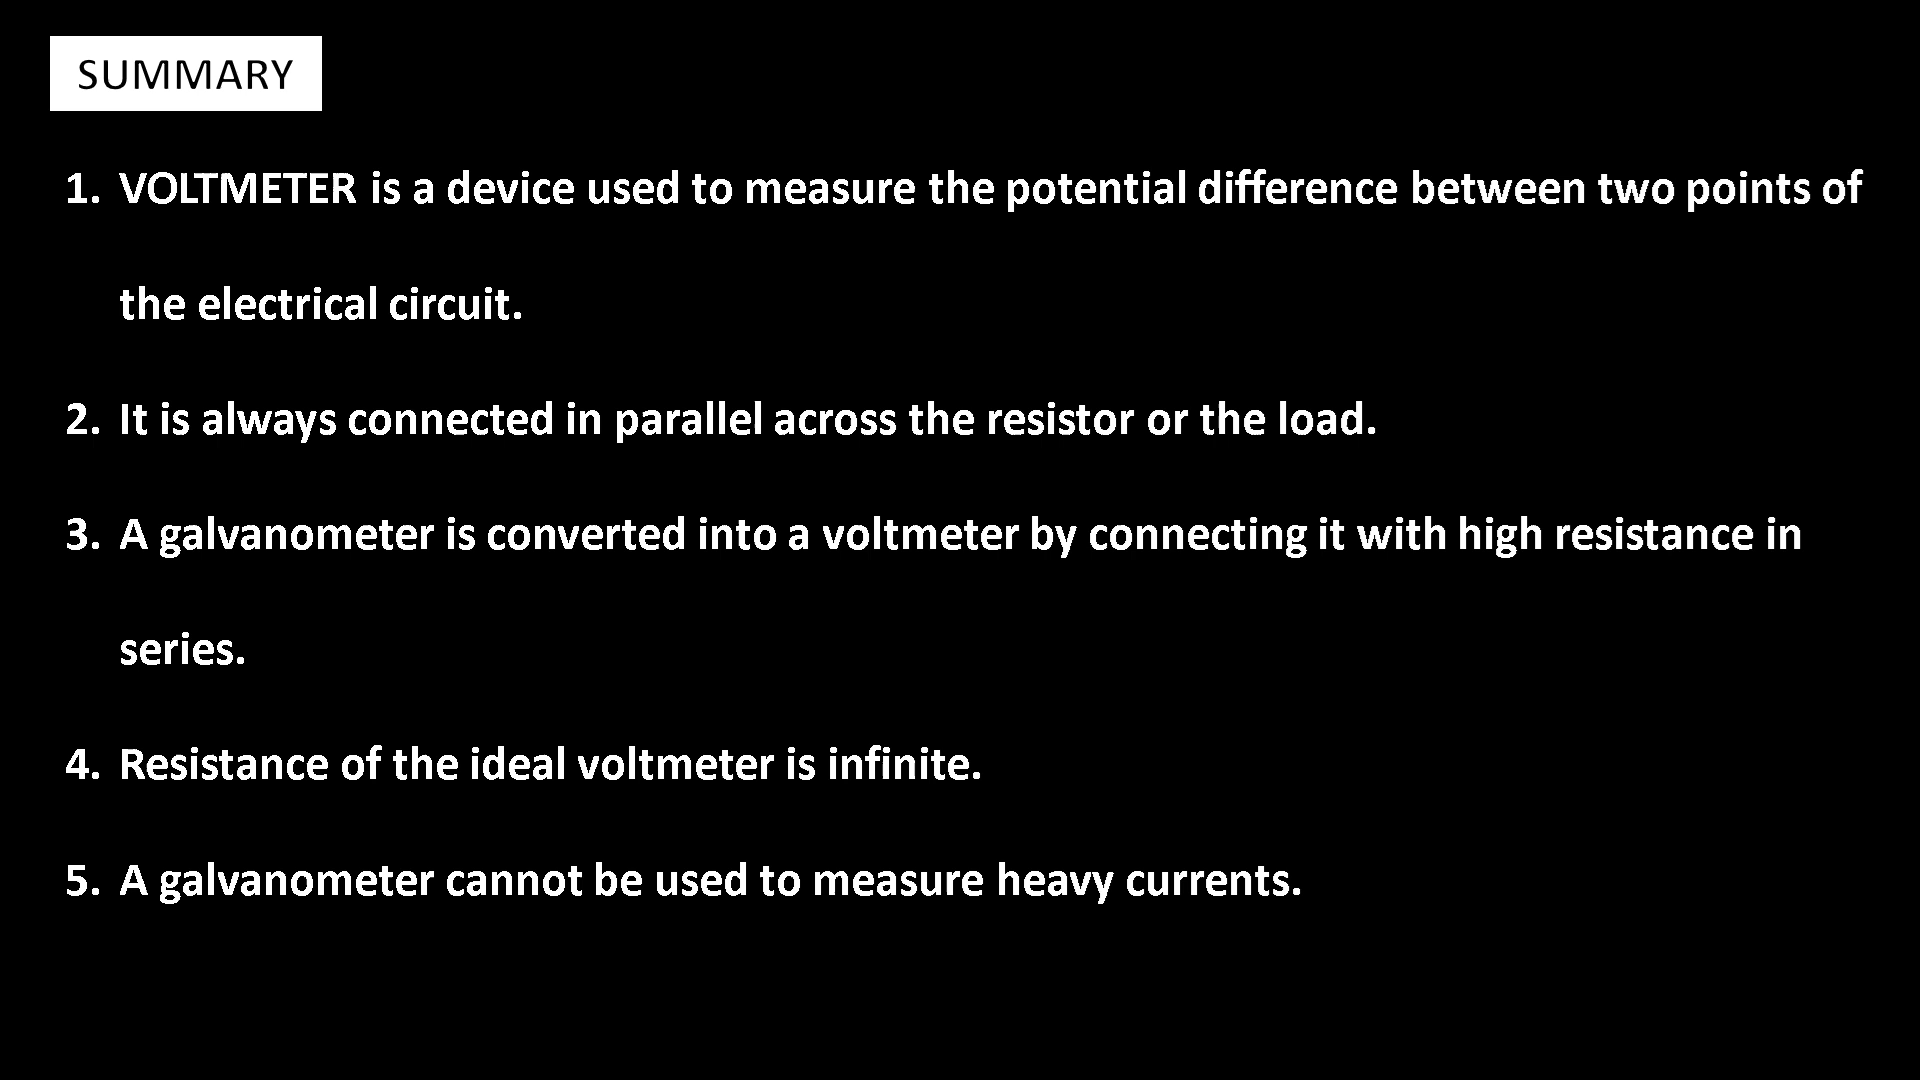 SUMMARY
1. VOLTMETER is a device used to measure the potential difference between two points of
the electrical circuit.
2. It is always connected in parallel across the resistor or the load.
3. A galvanometer is converted into a voltmeter by connecting it with high resistance in
series.
4. Resistance of the ideal voltmeter is infinite.
5. A galvanometer cannot be used to measure heavy currents.